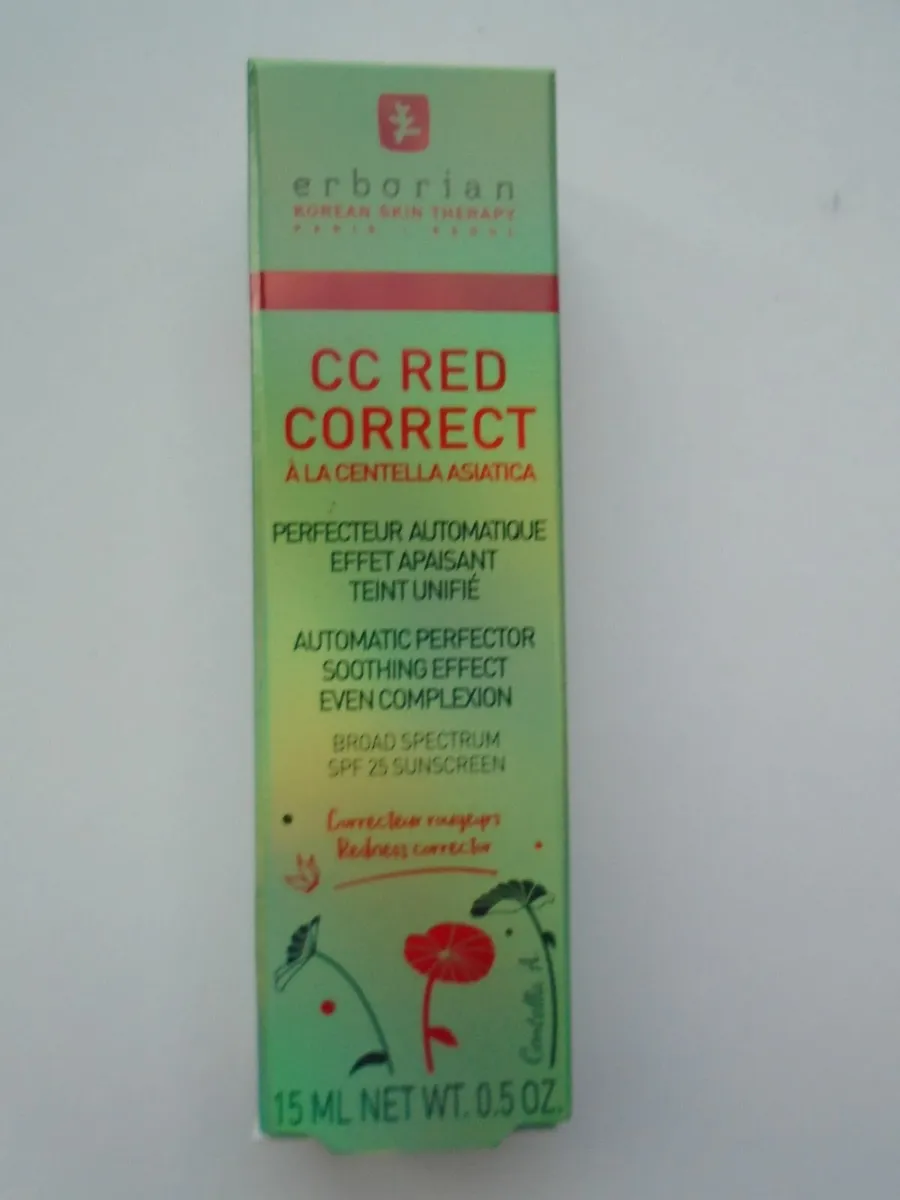 erborian
KOREAN SKIN THERAPY
PARIS - SEOUL
CC RED
CORRECT
À LA CENTELLA ASIATICA
PERFECTEUR AUTOMATIQUE
EFFET APAISANT
TEINT UNIFIÉ
AUTOMATIC PERFECTOR
SOOTHING EFFECT
EVEN COMPLEXION
BROAD SPECTRUM
SPF 25 SUNSCREEN
Correcteur rougeurs
Redness corrector
Centella A.
15 ML NET WT. 0.5 OZ.